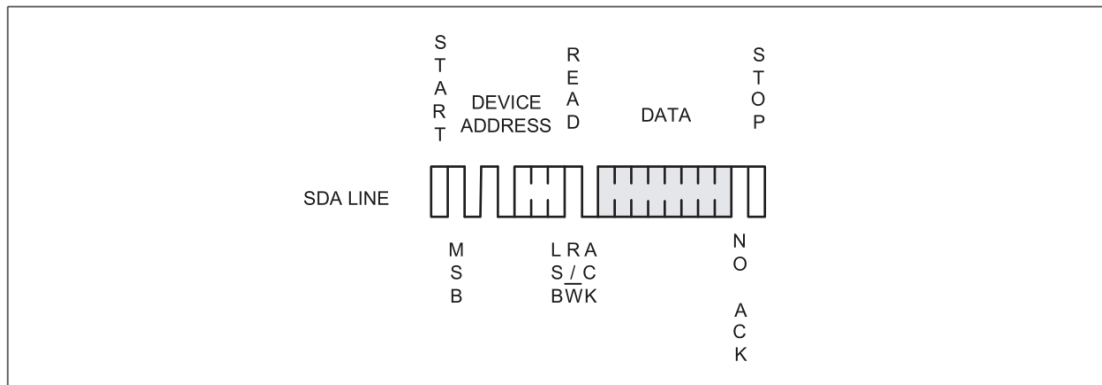 START
DEVICE
ADDRESS
READ
DATA
STOP
SDA LINE
MSB
LSB
R/W
ACK
NO ACK